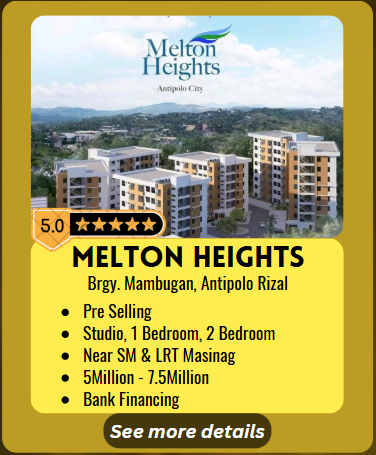 Melton
Heights
Antipolo City
5.0
MELTON HEIGHTS
Brgy. Mambugan, Antipolo Rizal
• Pre Selling
• Studio, 1 Bedroom, 2 Bedroom
• Near SM & LRT Masinag
• 5Million - 7.5Million
• Bank Financing
See more details